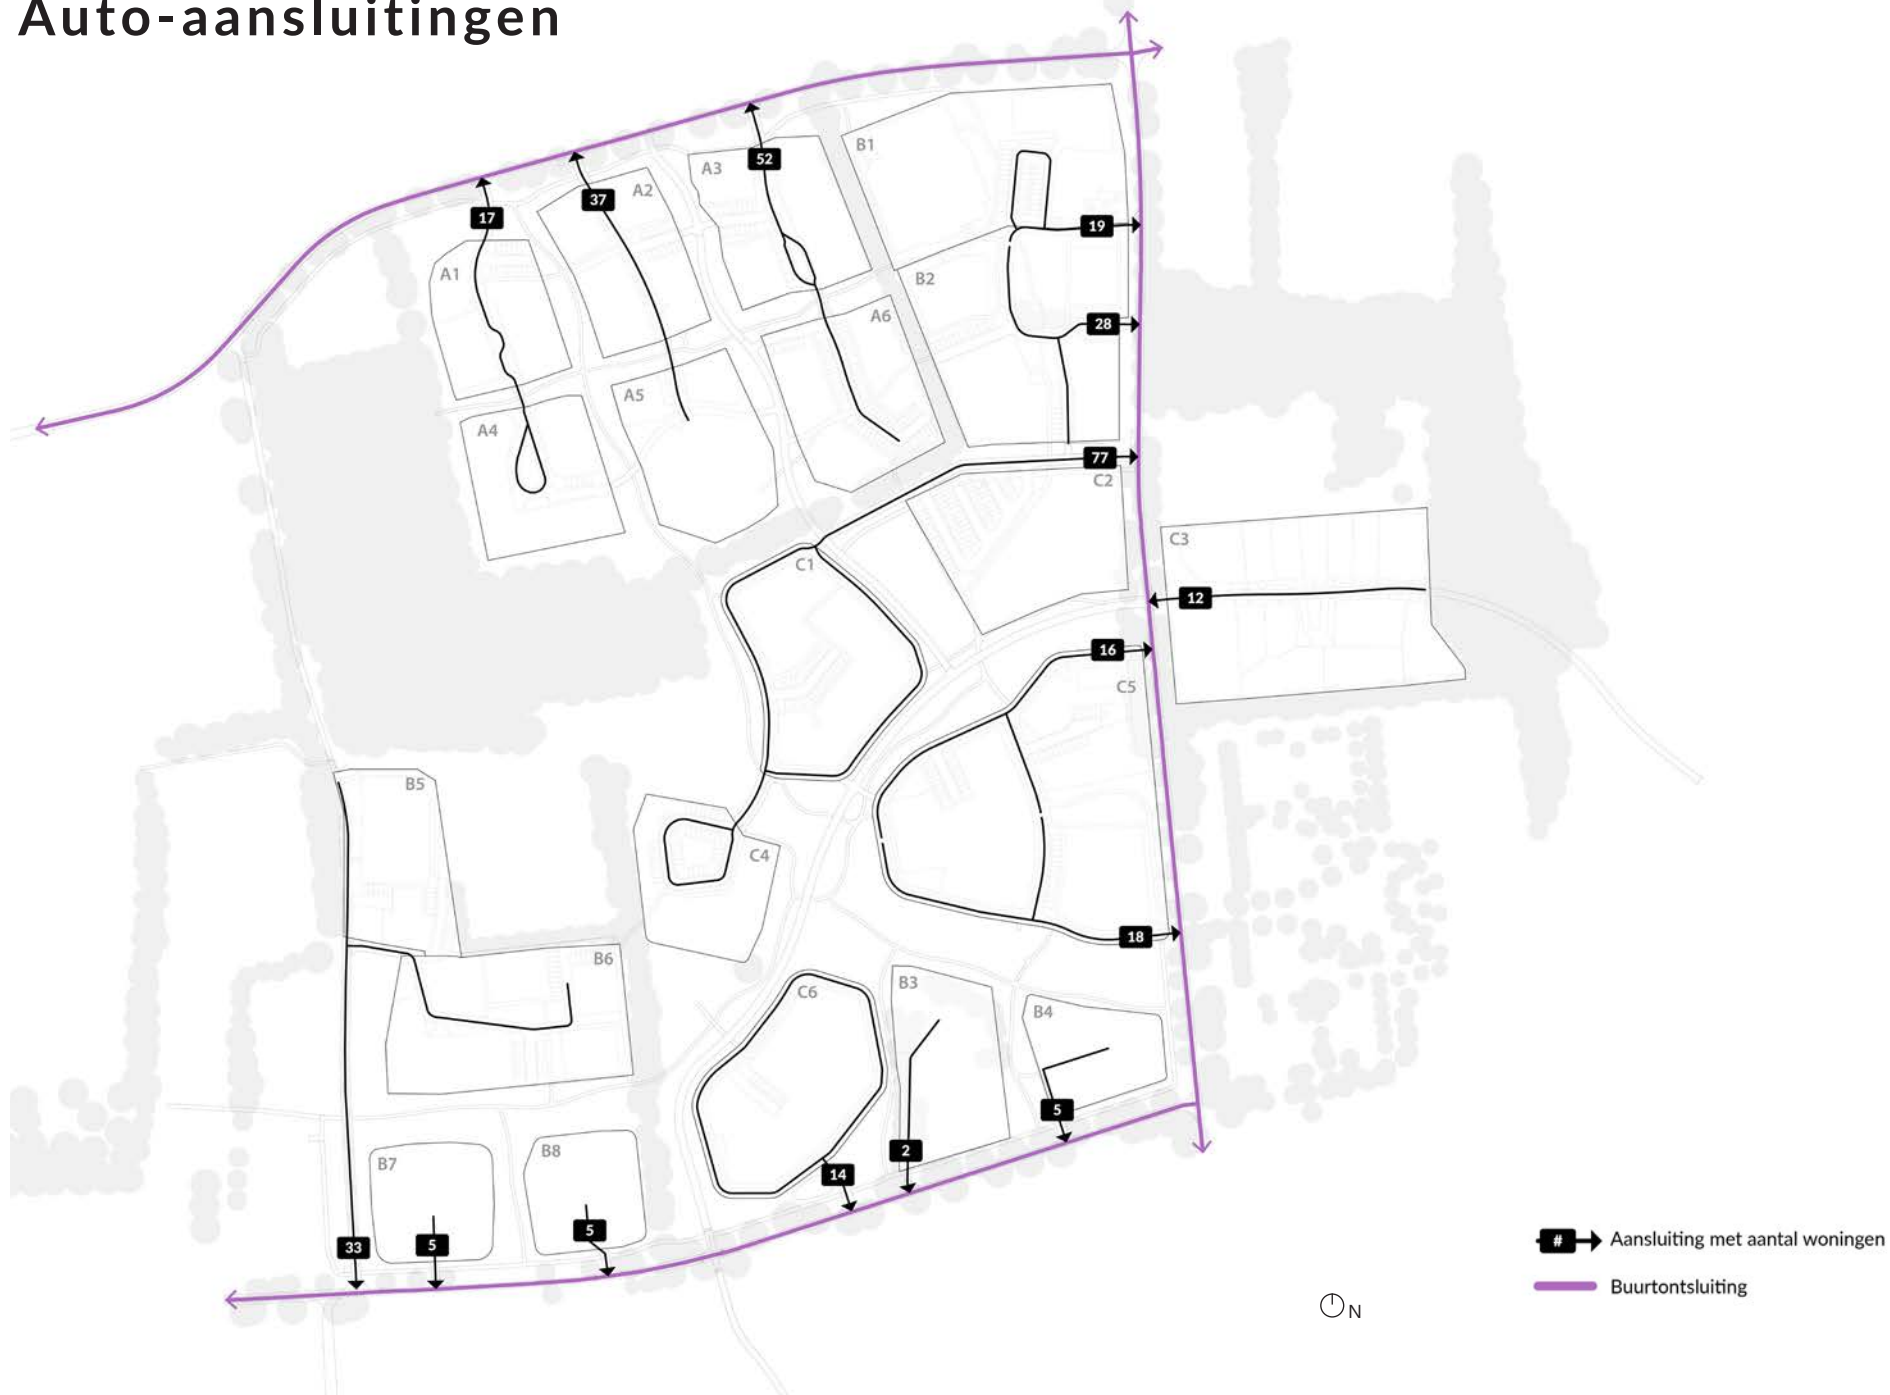 Auto-aansluitingen
52
B1
A3
37
A2
17
19
A1
B2
A6
28
A5
A4
77
C2
C3
C1
12
16
C5
B5
C4
18
B6
C6
B3
B4
5
2
B8
B7
14
5
33
5
# Aansluiting met aantal woningen
Buurtontsluiting
N